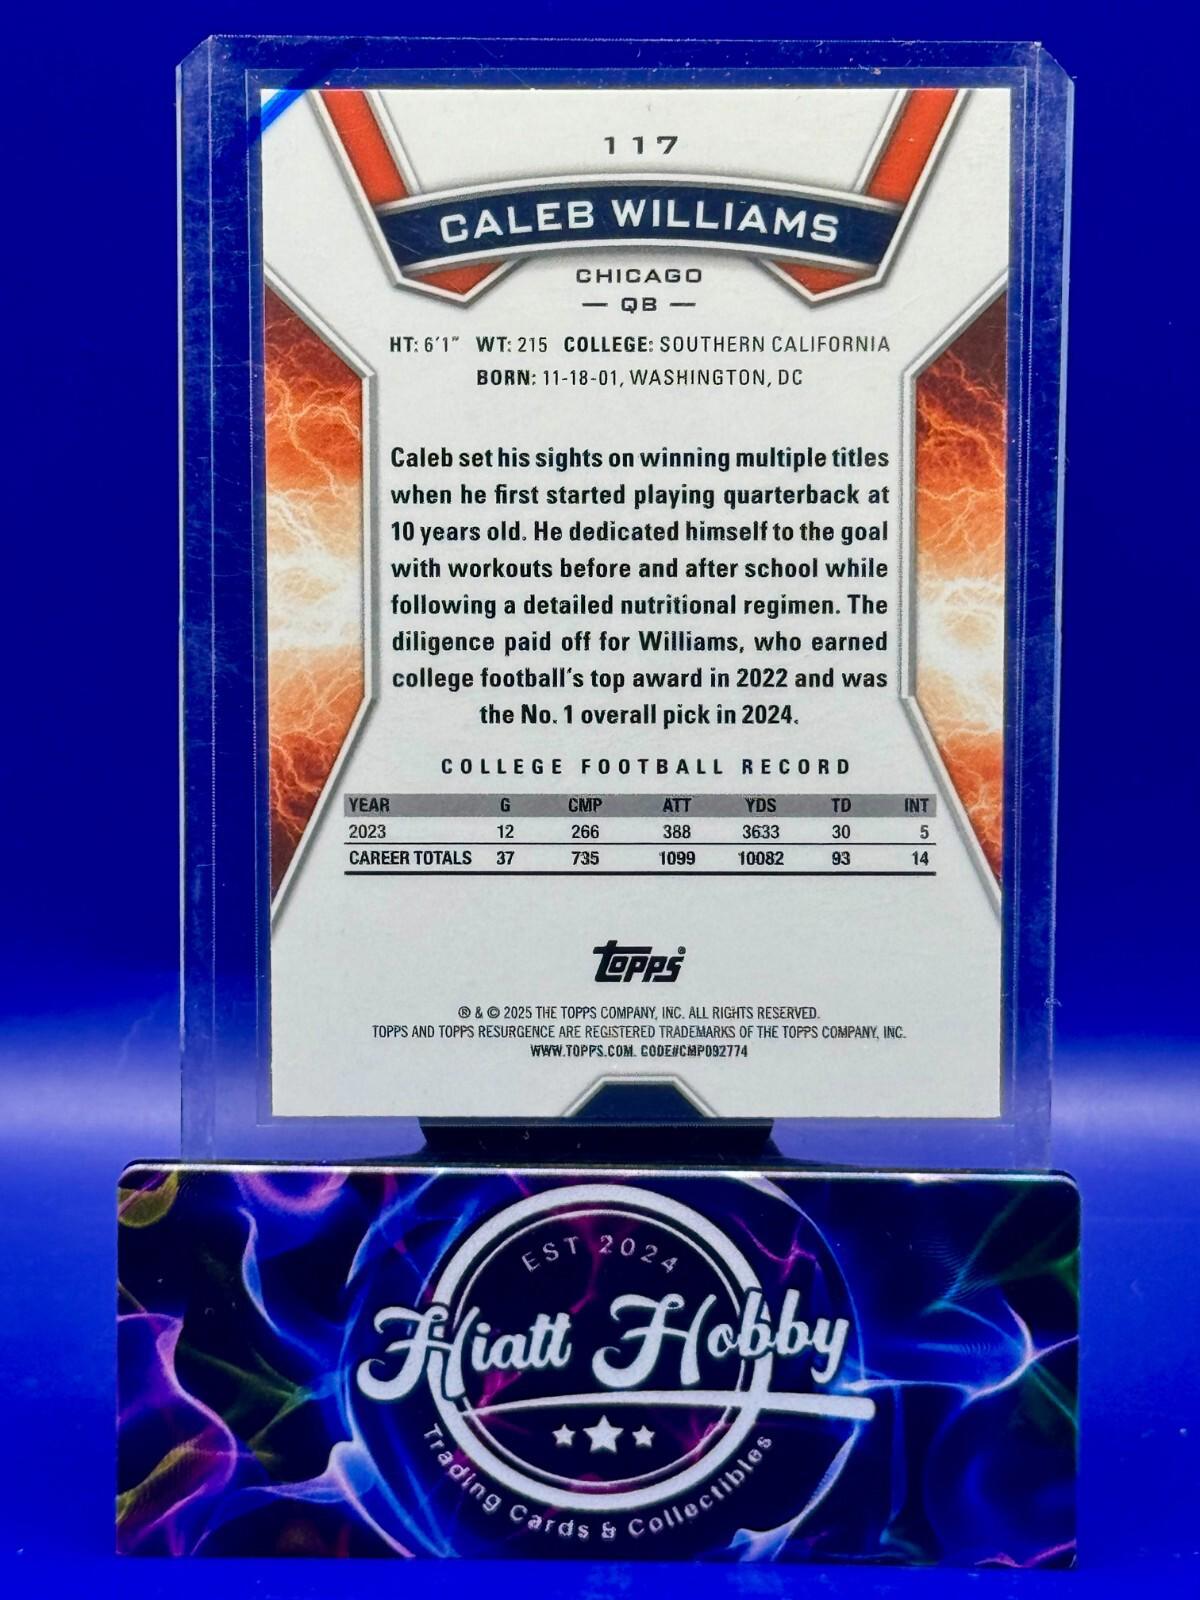 117
CALEB WILLIAMS
CHICAGO
— QB —
HT: 6'1" WT: 215 COLLEGE: SOUTHERN CALIFORNIA
BORN: 11-18-01, WASHINGTON, DC
Caleb set his sights on winning multiple titles
when he first started playing quarterback at
10 years old. He dedicated himself to the goal
with workouts before and after school while
following a detailed nutritional regimen. The
diligence paid off for Williams, who earned
college football's top award in 2022 and was
the No. 1 overall pick in 2024.
COLLEGE FOOTBALL RECORD
YEAR G CMP ATT YDS TD INT
2023 12 266 388 3633 30 5
CAREER TOTALS 37 735 1099 10082 93 14
topps®
® & © 2025 THE TOPPS COMPANY, INC. ALL RIGHTS RESERVED.
TOPPS AND TOPPS RESURGENCE ARE REGISTERED TRADEMARKS OF THE TOPPS COMPANY, INC.
WWW.TOPPS.COM. CODE#CMP092774
EST 2024
Hiatt Hobby
Trading Cards & Collectibles